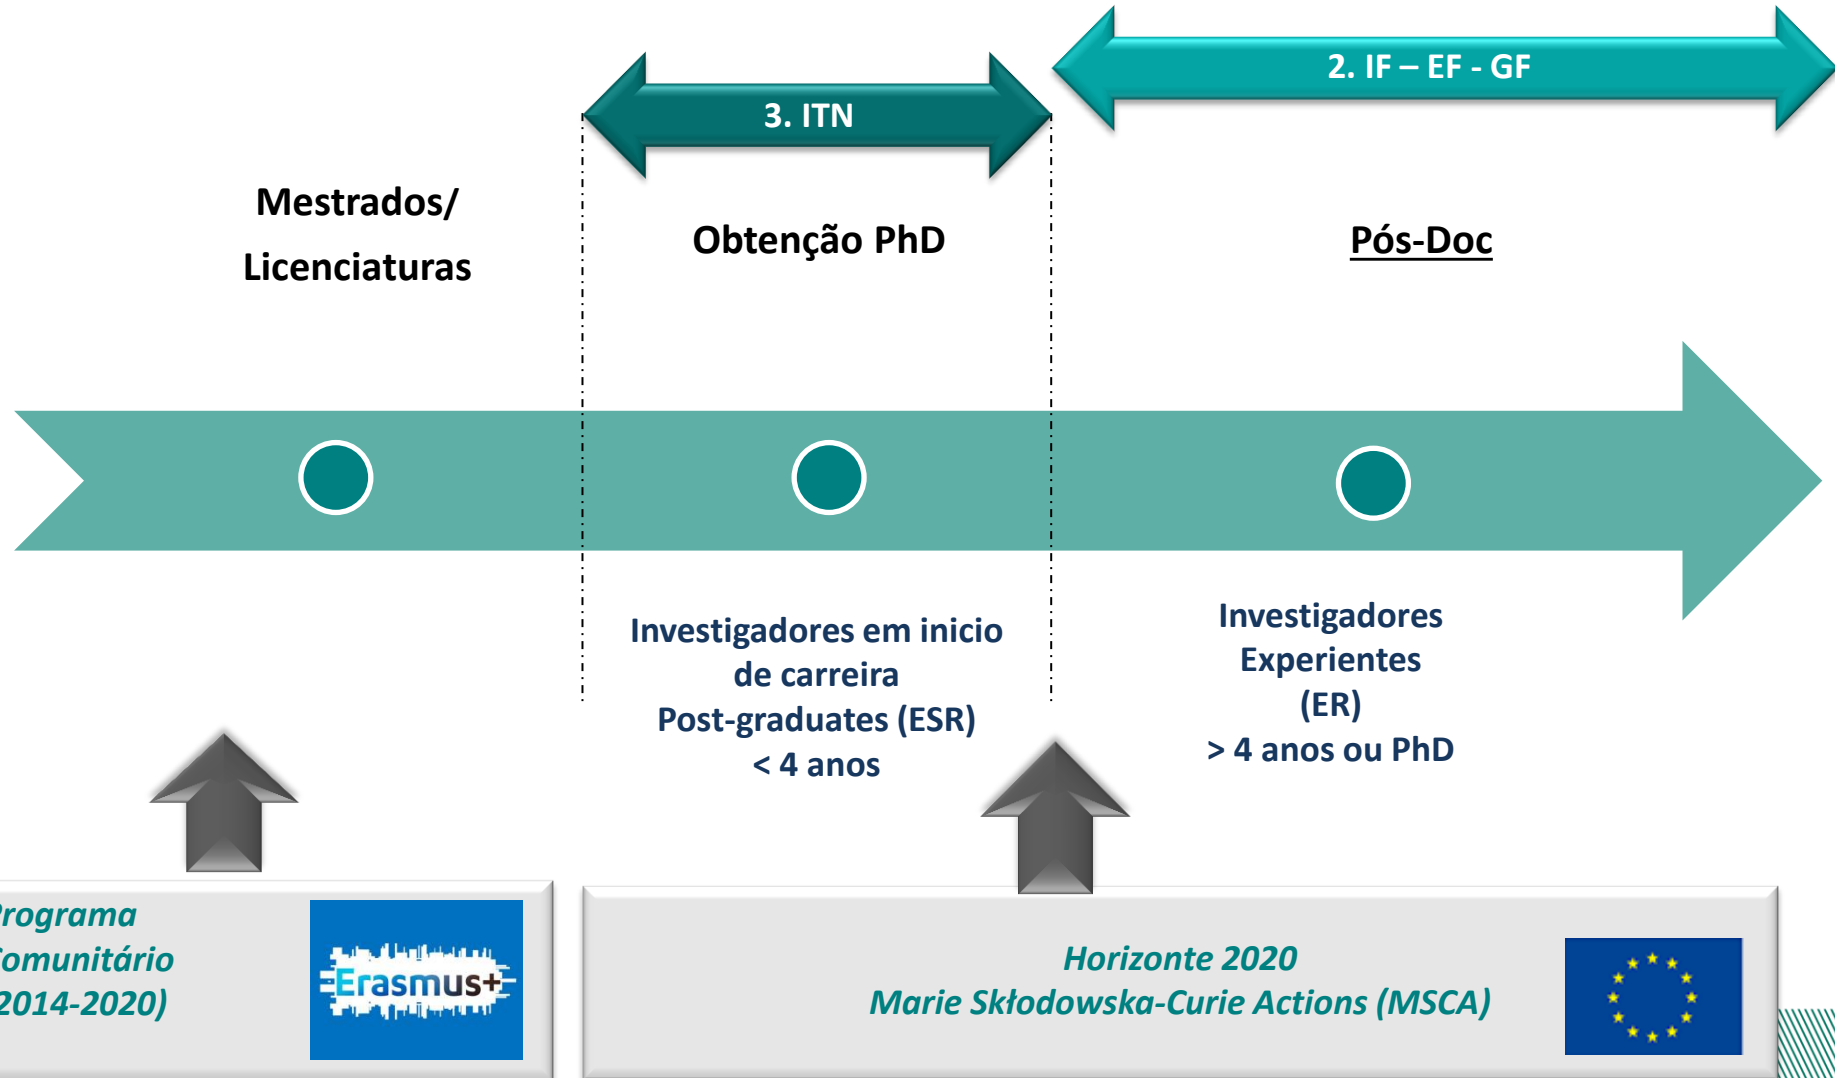 2. IF – EF - GF
3. ITN
Mestrados/
Licenciaturas
Obtenção PhD
Pós-Doc
Investigadores em inicio
de carreira
Post-graduates (ESR)
< 4 anos
Investigadores
Experientes
(ER)
> 4 anos ou PhD
Programa
Comunitário
2014-2020)
Erasmus+
Horizonte 2020
Marie Skłodowska-Curie Actions (MSCA)